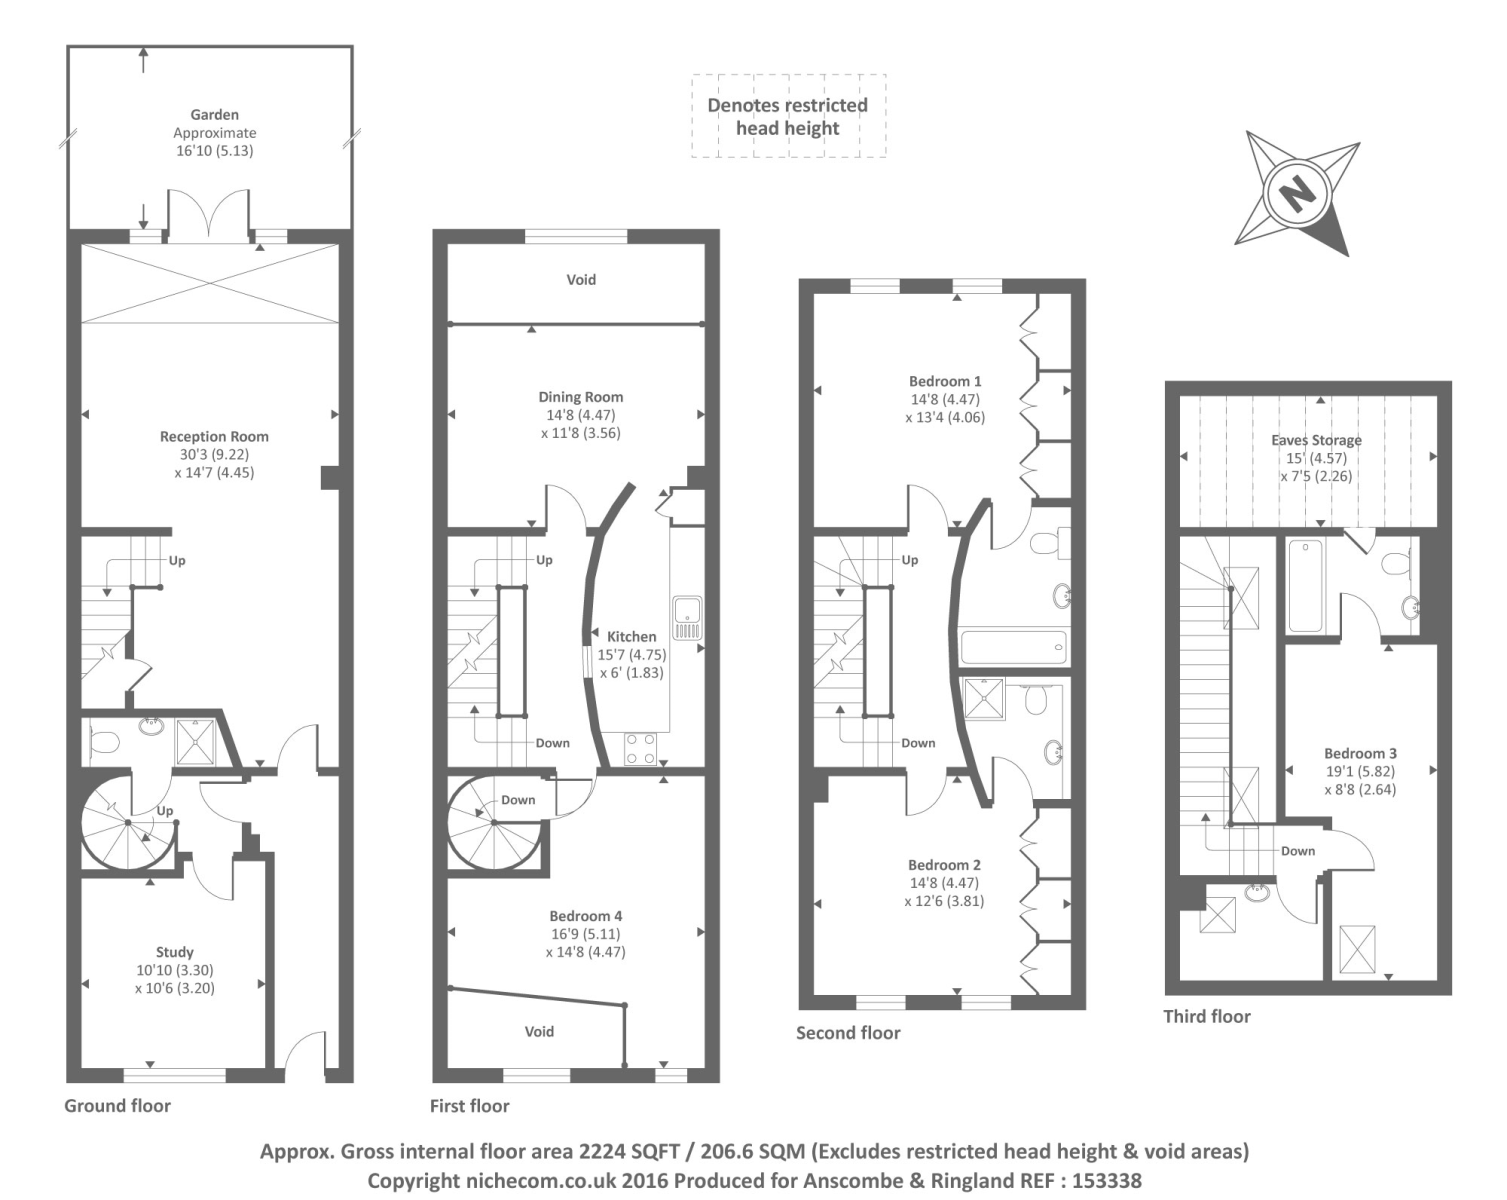 Garden
Approximate
16'10 (5.13)
Denotes restricted
head height
N
Reception Room
30'3 (9.22)
x 14'7 (4.45)
Up
Up
Study
10'10 (3.30)
x 10'6 (3.20)
Ground floor
Void
Dining Room
14'8 (4.47)
x 11'8 (3.56)
Up
Kitchen
15'7 (4.75)
x 6' (1.83)
Down
Down
Bedroom 4
16'9 (5.11)
x 14'8 (4.47)
Void
First floor
Bedroom 1
14'8 (4.47)
x 13'4 (4.06)
Up
Down
Bedroom 2
14'8 (4.47)
x 12'6 (3.81)
Second floor
Eaves Storage
15' (4.57)
x 7'5 (2.26)
Bedroom 3
19'1 (5.82)
x 8'8 (2.64)
Down
Third floor
Approx. Gross internal floor area 2224 SQFT / 206.6 SQM (Excludes restricted head height & void areas)
Copyright nichecom.co.uk 2016 Produced for Anscombe & Ringland REF : 153338